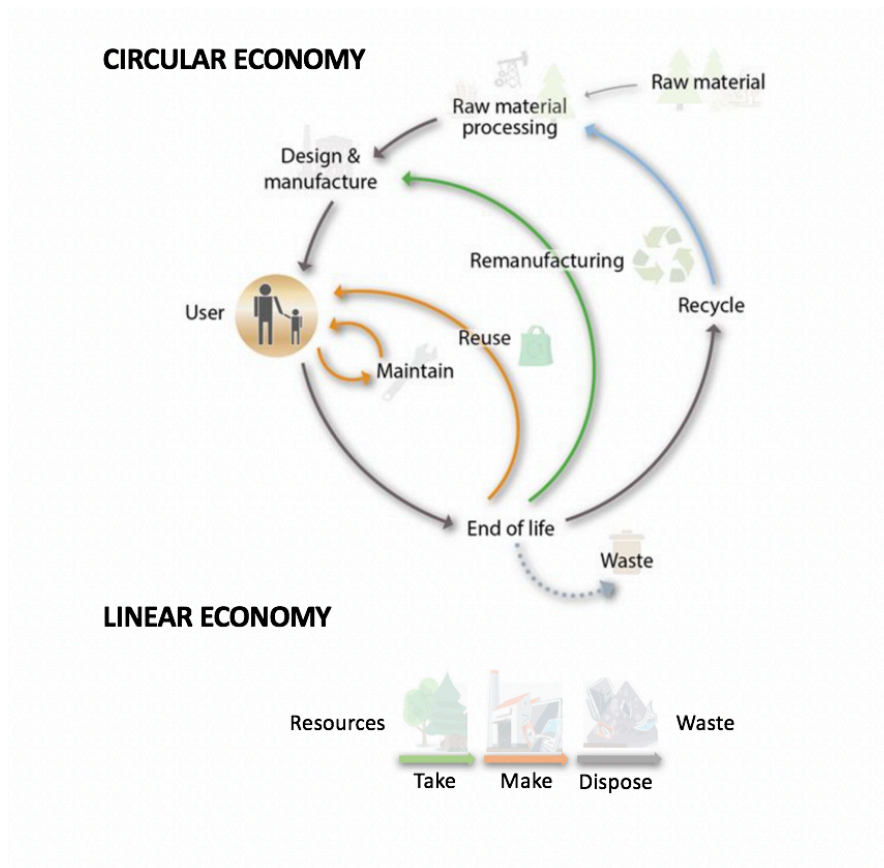 CIRCULAR ECONOMY
Raw material
Raw material
processing
Design &
manufacture
Remanufacturing
Recycle
User
Reuse
Maintain
End of life
Waste
LINEAR ECONOMY
Resources
Waste
Take
Make
Dispose